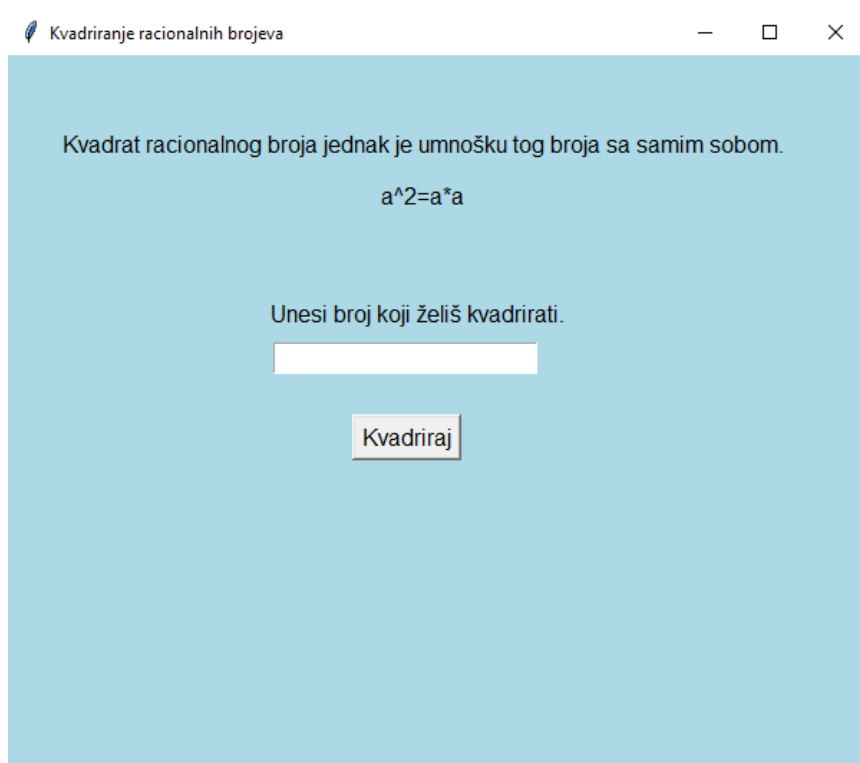 Kvadriranje racionalnih brojeva
Kvadrat racionalnog broja jednak je umnošku tog broja sa samim sobom.
a^2=a*a
Unesi broj koji želiš kvadrirati.
Kvadriraj